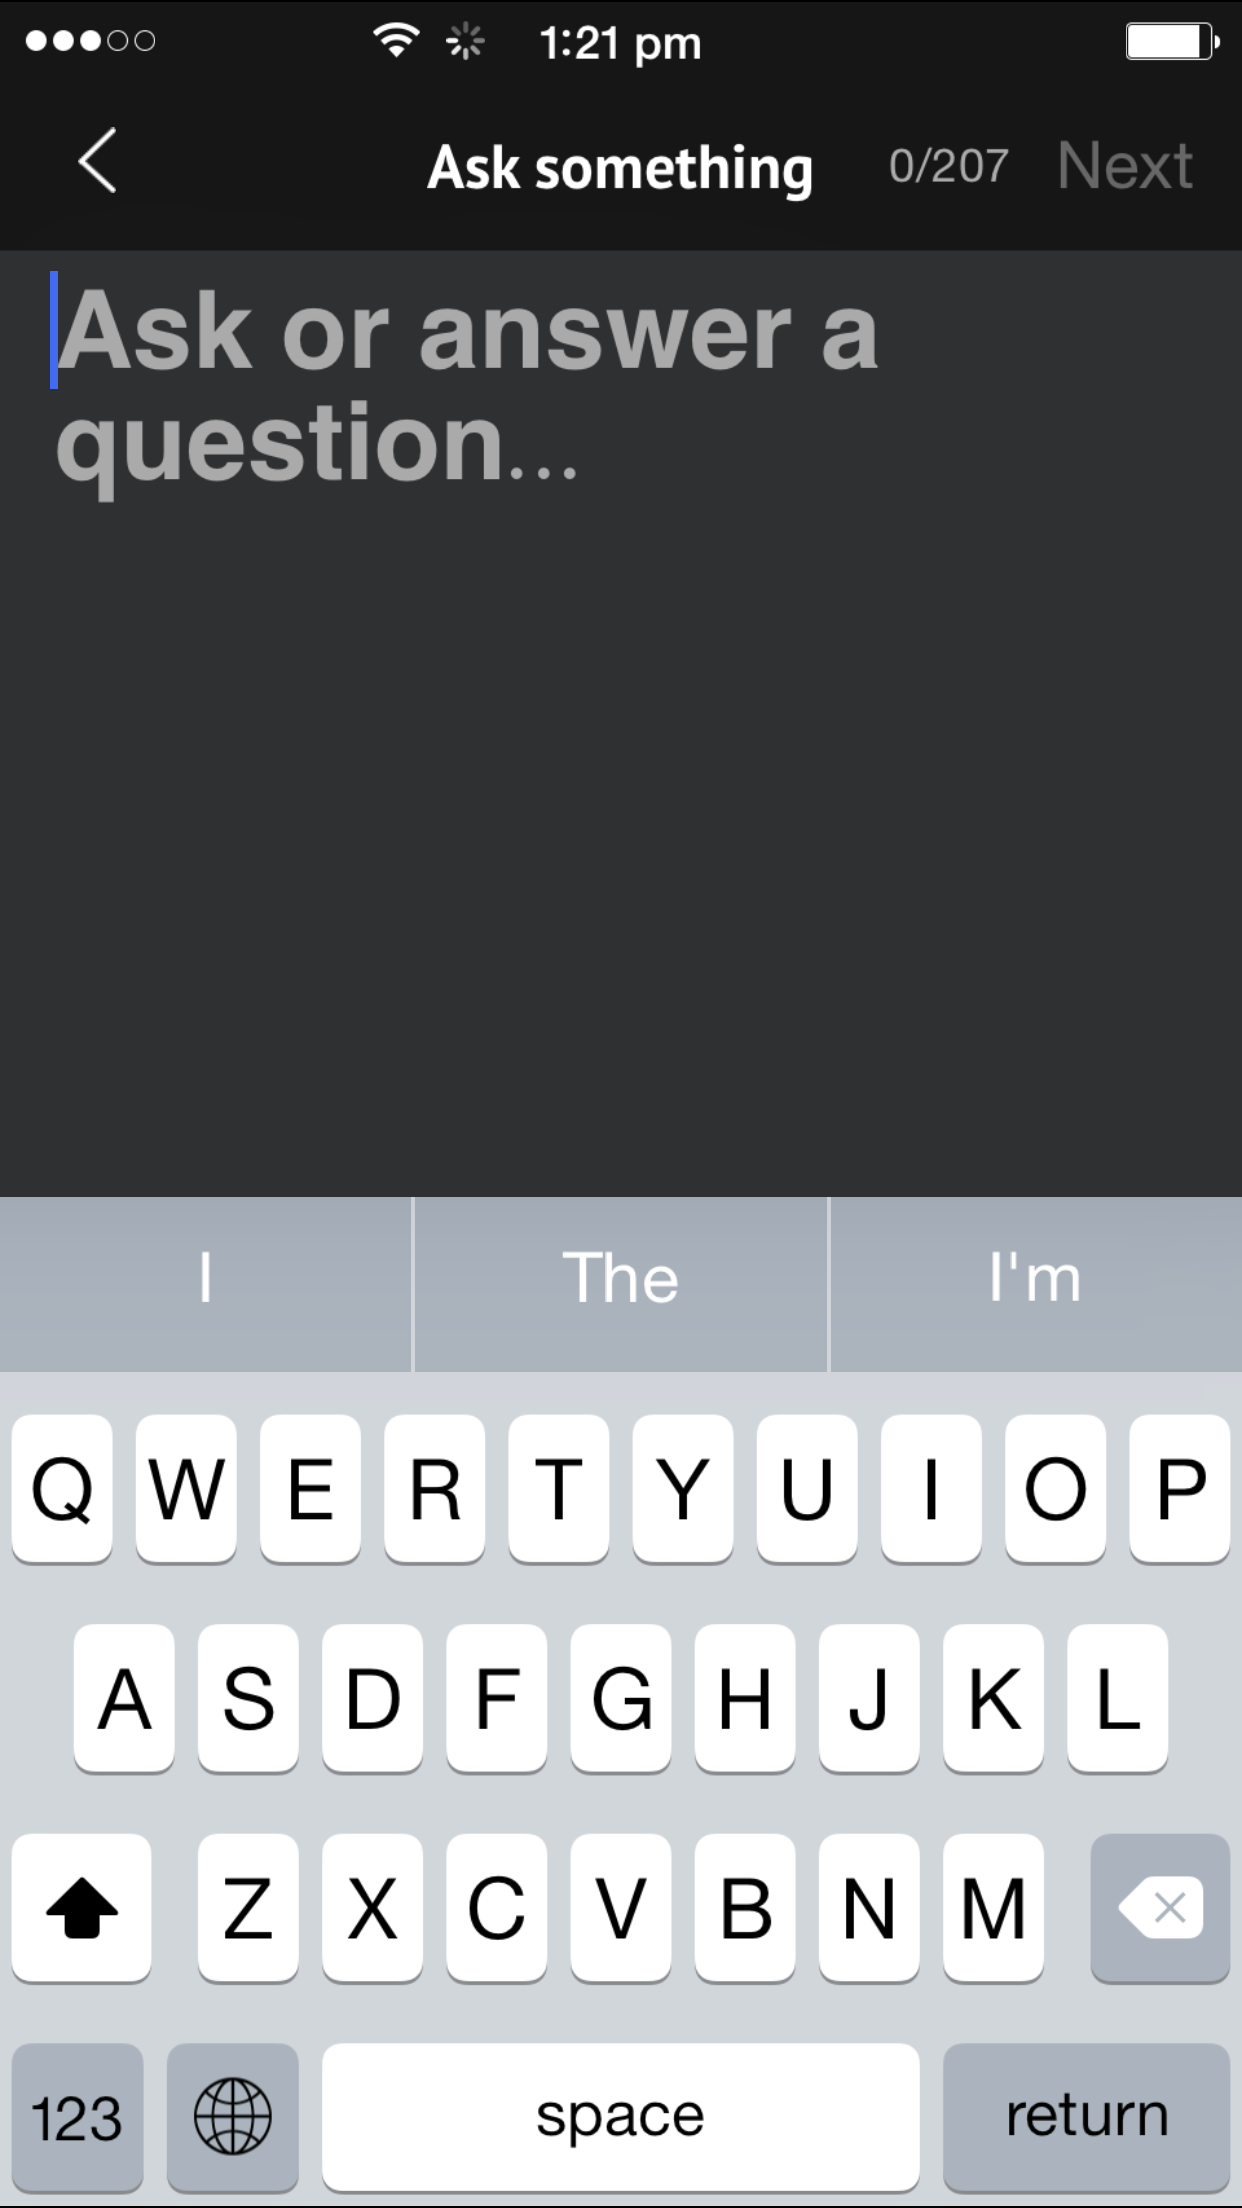 1:21 pm
Ask something 0/207 Next
Ask or answer a
question...
I The I'm
Q W E R T Y U I O P
A S D F G H J K L
Z X C V B N M
123 space return